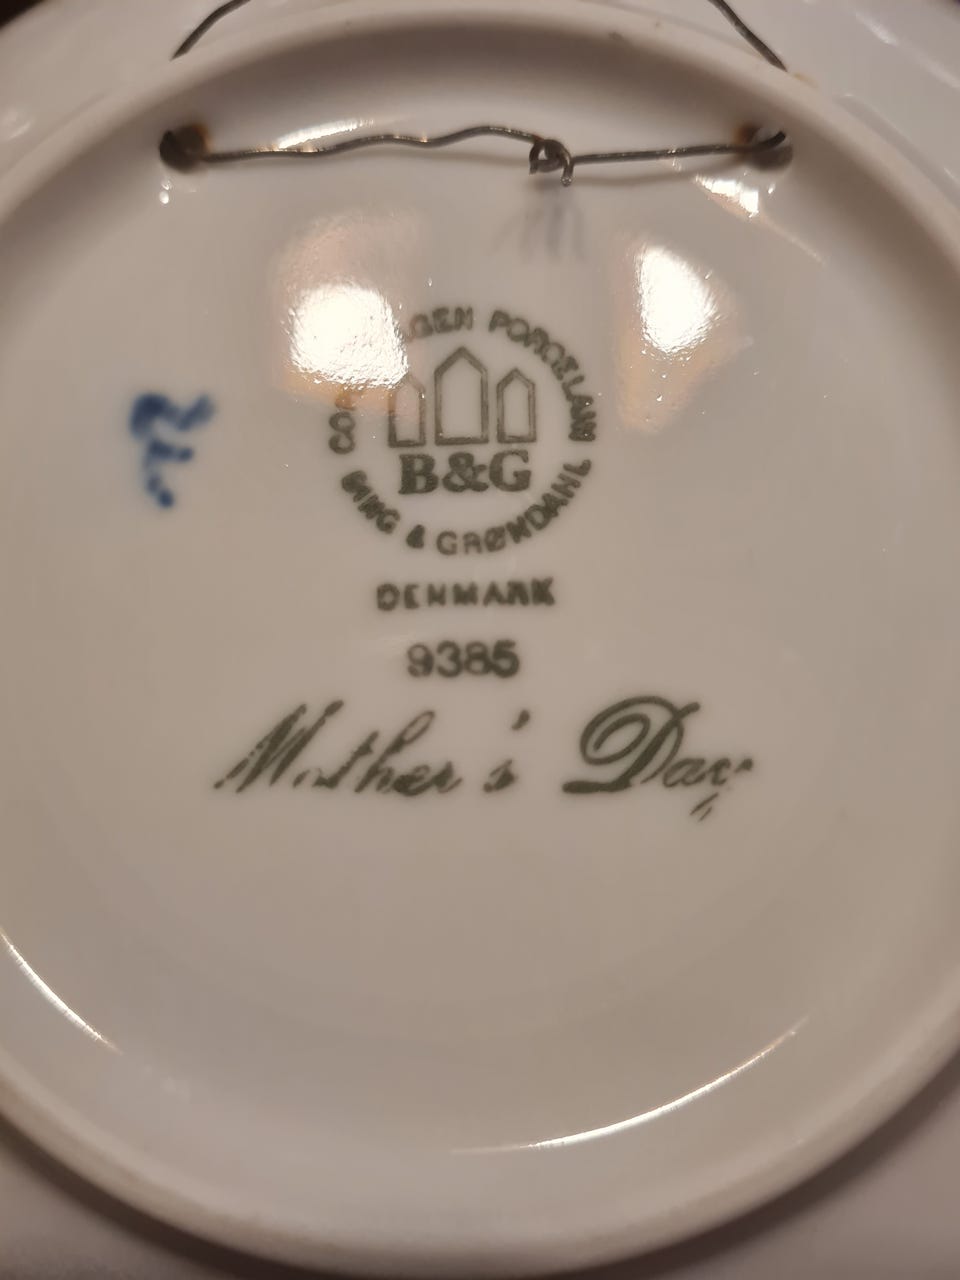 COPENHAGEN PORCELAIN
B&G
BING & GRØNDAHL
DENMARK
9385
Mother's Day